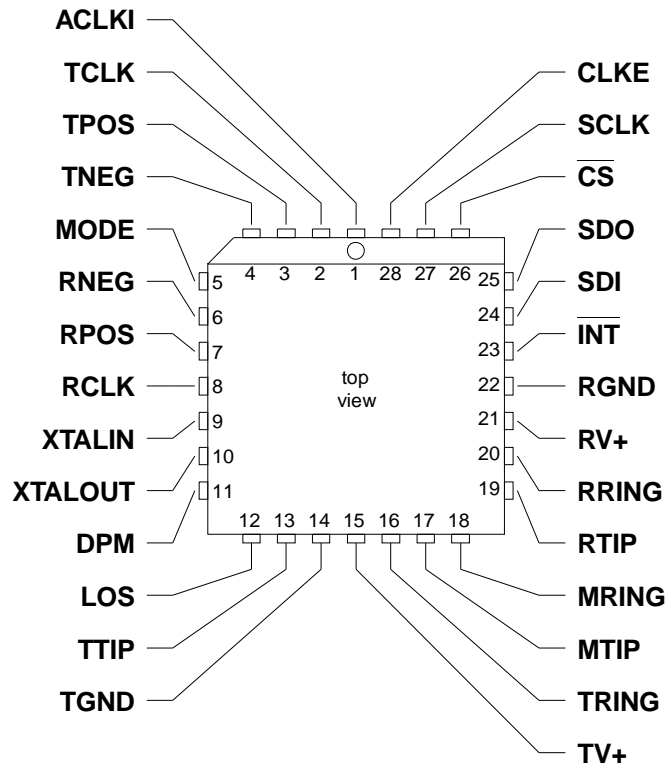 ACLKI
TCLK
TPOS
TNEG
MODE
RNEG
RPOS
RCLK
XTALIN
XTALOUT
DPM
LOS
TTIP
TGND
CLKE
SCLK
C̅S̅
SDO
SDI
I̅N̅T̅
RGND
RV+
RRING
RTIP
MRING
MTIP
TRING
TV+
4 3 2 1 28 27 26
5
6
7
8
9
10
11
25
24
23
22
21
20
19
12 13 14 15 16 17 18
top
view